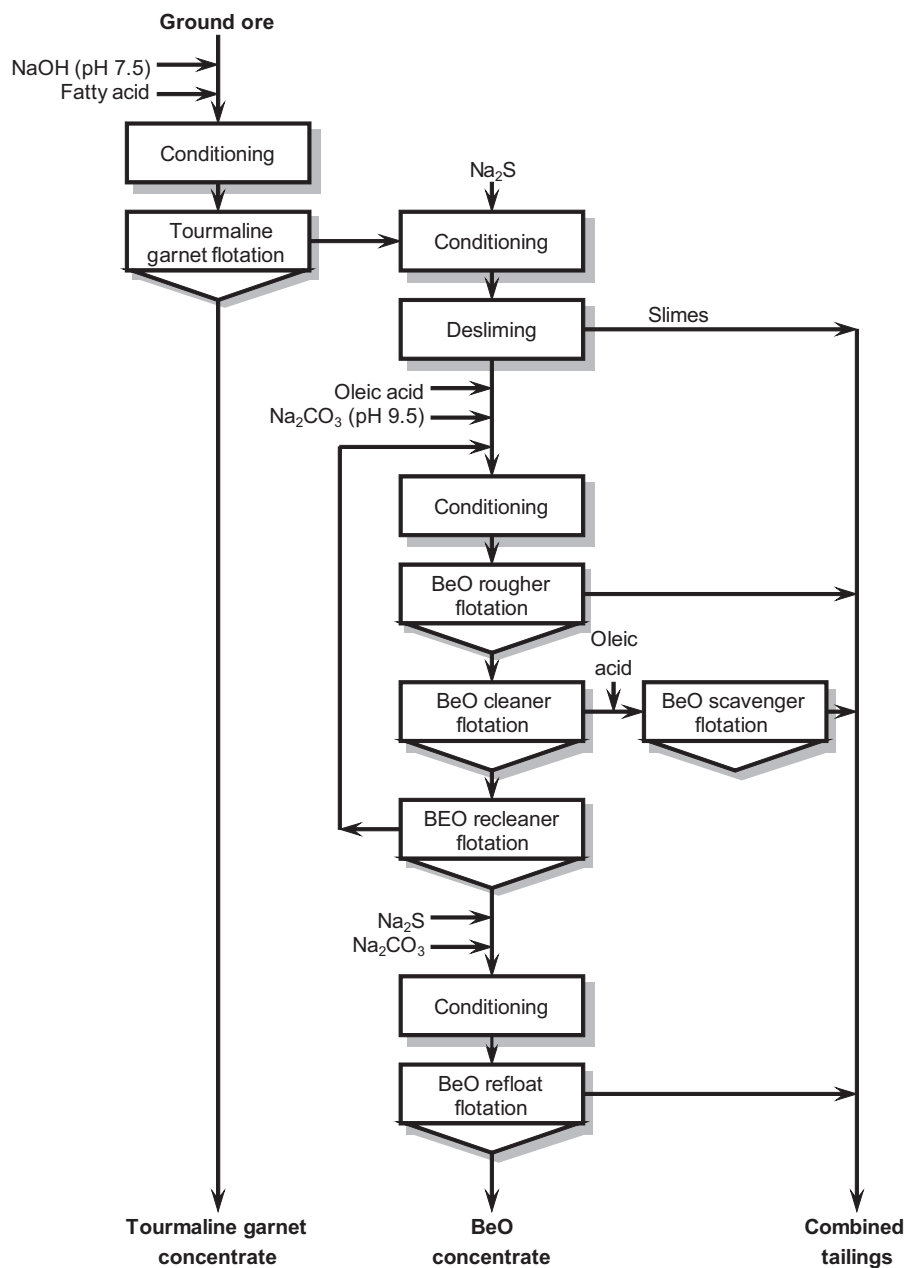 Ground ore
NaOH (pH 7.5)
Fatty acid
Conditioning
Tourmaline
garnet flotation
Na₂S
Conditioning
Desliming
Slimes
Oleic acid
Na₂CO₃ (pH 9.5)
Conditioning
BeO rougher
flotation
Oleic
acid
BeO cleaner
flotation
BeO scavenger
flotation
BEO recleaner
flotation
Na₂S
Na₂CO₃
Conditioning
BeO refloat
flotation
Tourmaline garnet
concentrate
BeO
concentrate
Combined
tailings